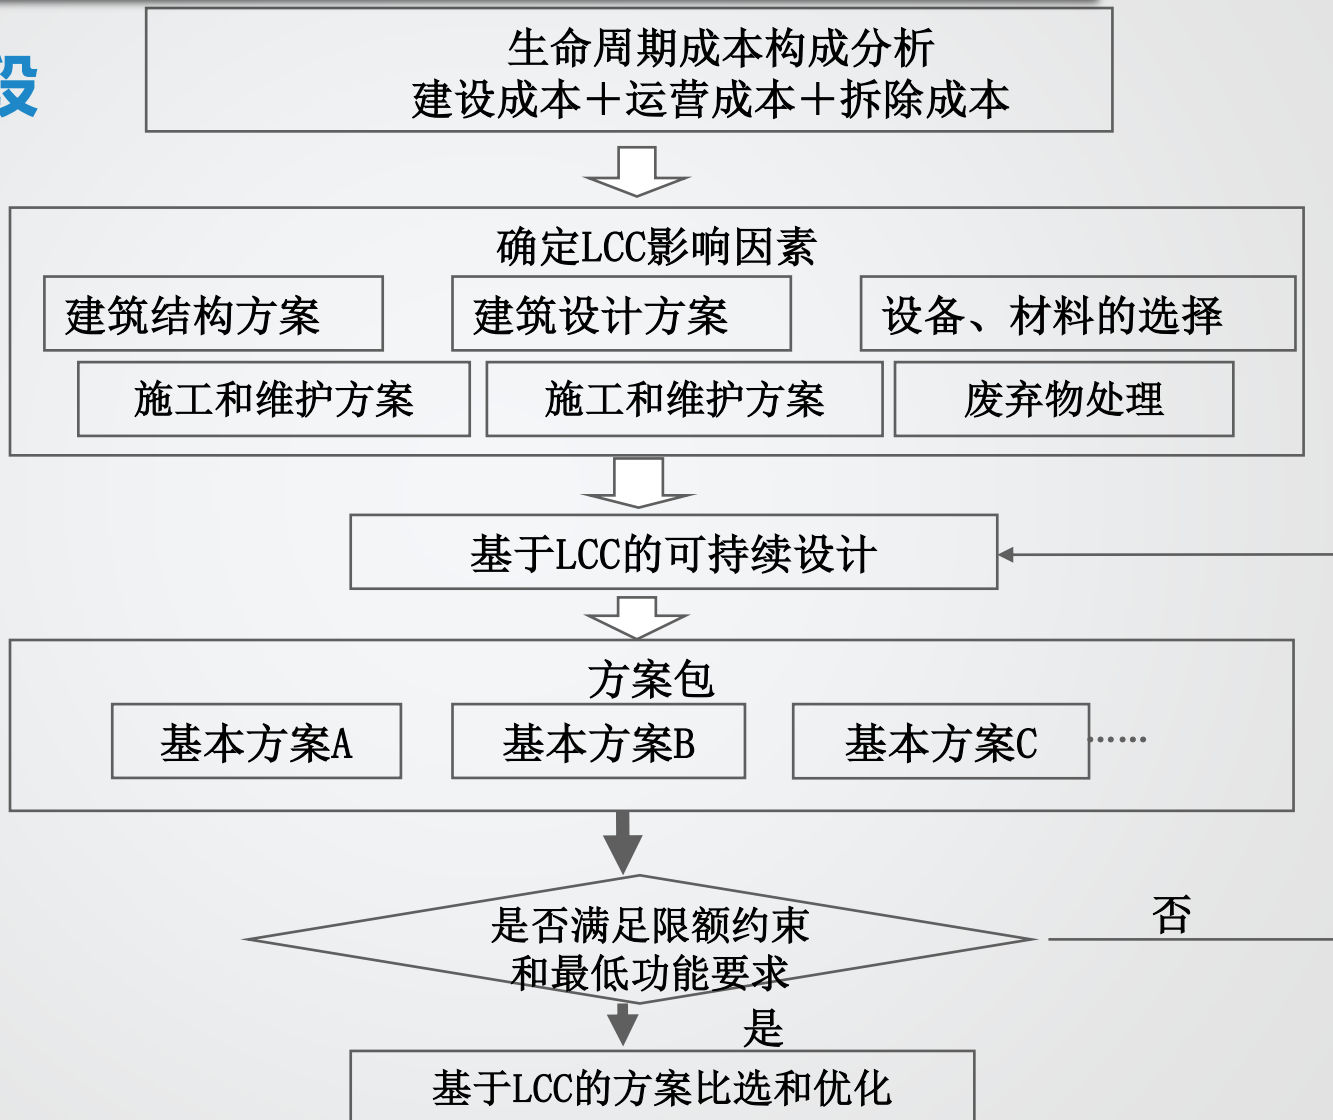 段
生命周期成本构成分析
建设成本＋运营成本＋拆除成本
确定LCC影响因素
建筑结构方案
建筑设计方案
设备、材料的选择
施工和维护方案
施工和维护方案
废弃物处理
基于LCC的可持续设计
方案包
基本方案A
基本方案B
基本方案C
······
是否满足限额约束
和最低功能要求
否
是
基于LCC的方案比选和优化